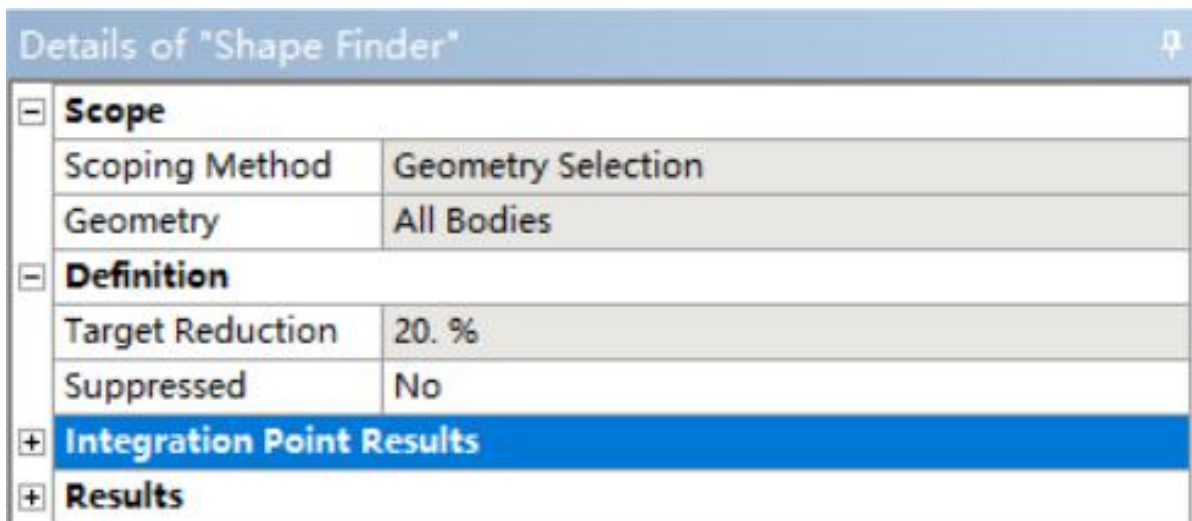 Details of "Shape Finder"
Scope
Scoping Method Geometry Selection
Geometry All Bodies
Definition
Target Reduction 20. %
Suppressed No
Integration Point Results
Results